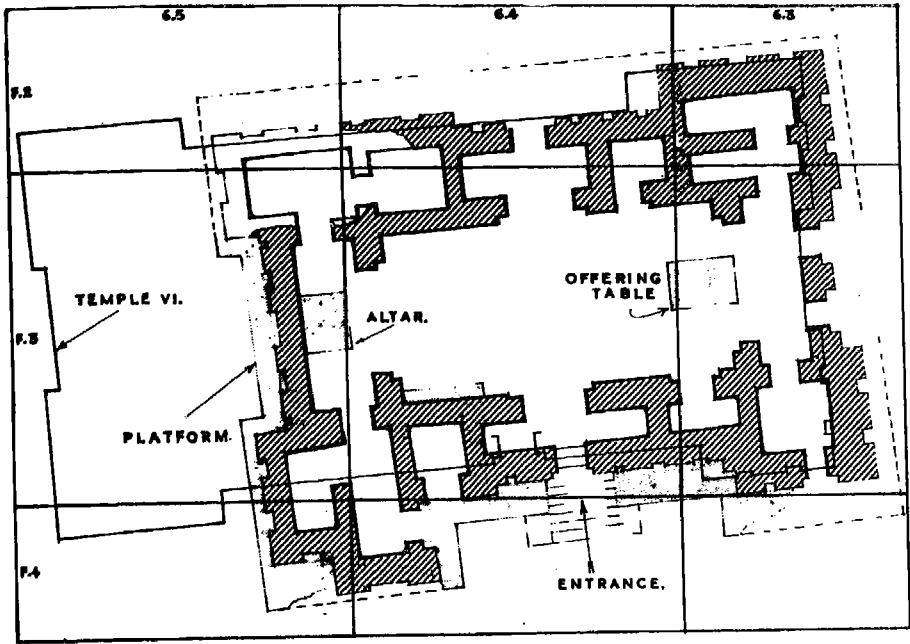 6.5
6.4
6.3
F.2
OFFERING
TABLE
TEMPLE VI.
ALTAR.
F.3
PLATFORM.
F.4
ENTRANCE.